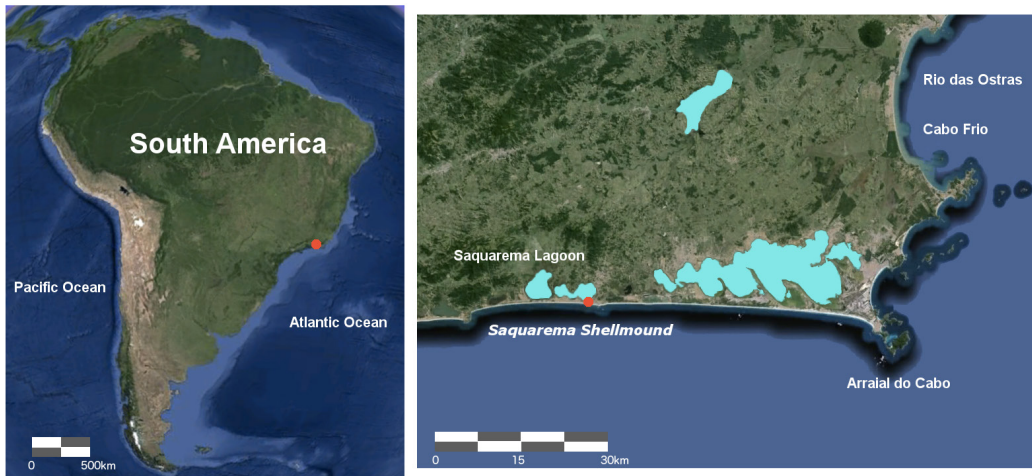 South America
Pacific Ocean
Atlantic Ocean
0 500km
Rio das Ostras
Cabo Frio
Saquarema Lagoon
Saquarema Shellmound
Arraial do Cabo
0 15 30km